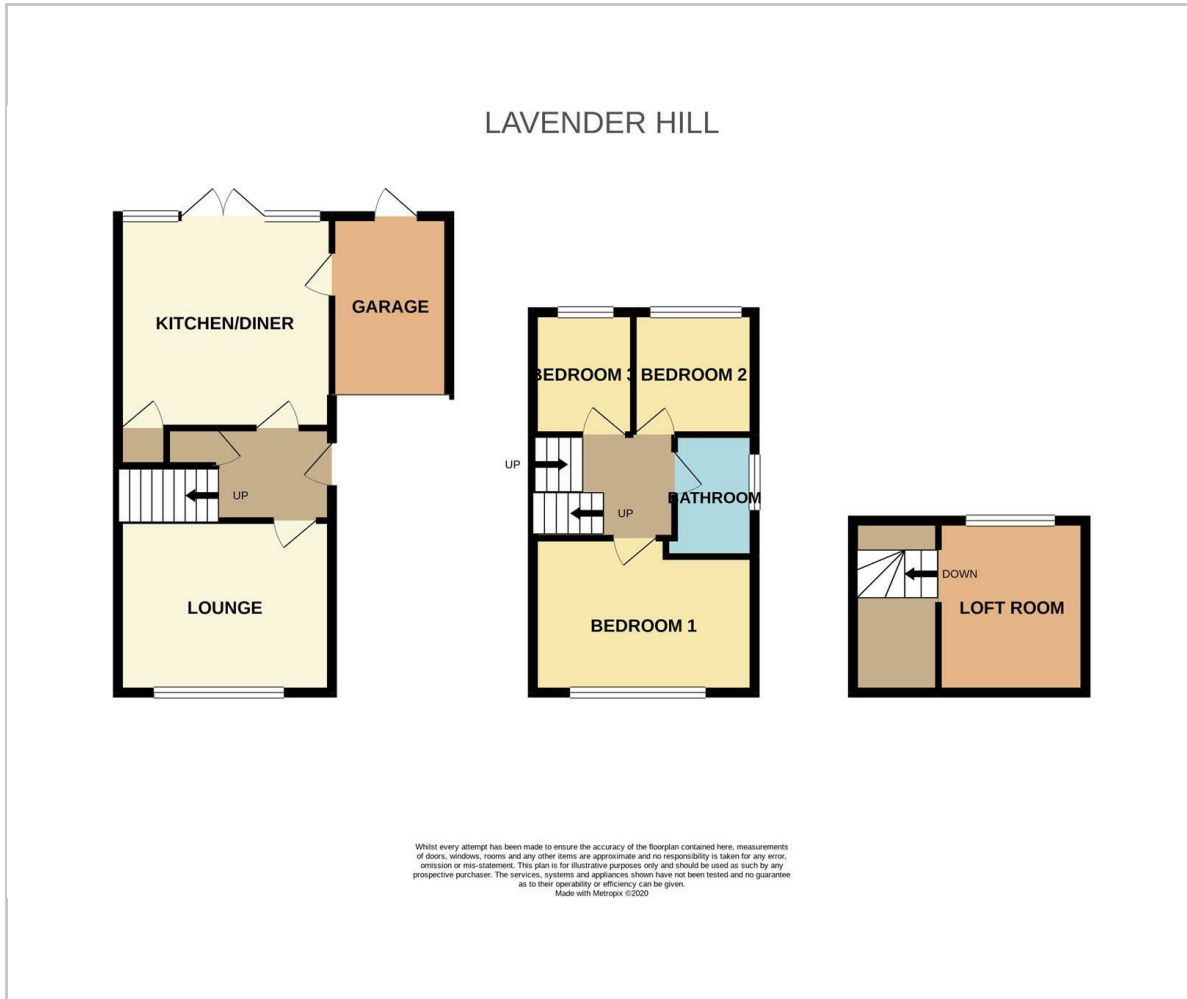 LAVENDER HILL
KITCHEN/DINER
GARAGE
UP
LOUNGE
BEDROOM 3
BEDROOM 2
UP
UP
BATHROOM
BEDROOM 1
DOWN
LOFT ROOM
Whilst every attempt has been made to ensure the accuracy of the floorplan contained here, measurements
of doors, windows, rooms and any other items are approximate and no responsibility is taken for any error,
omission or mis-statement. This plan is for illustrative purposes only and should be used as such by any
prospective purchaser. The services, systems and appliances shown have not been tested and no guarantee
as to their operability or efficiency can be given.
Made with Metropix ©2020